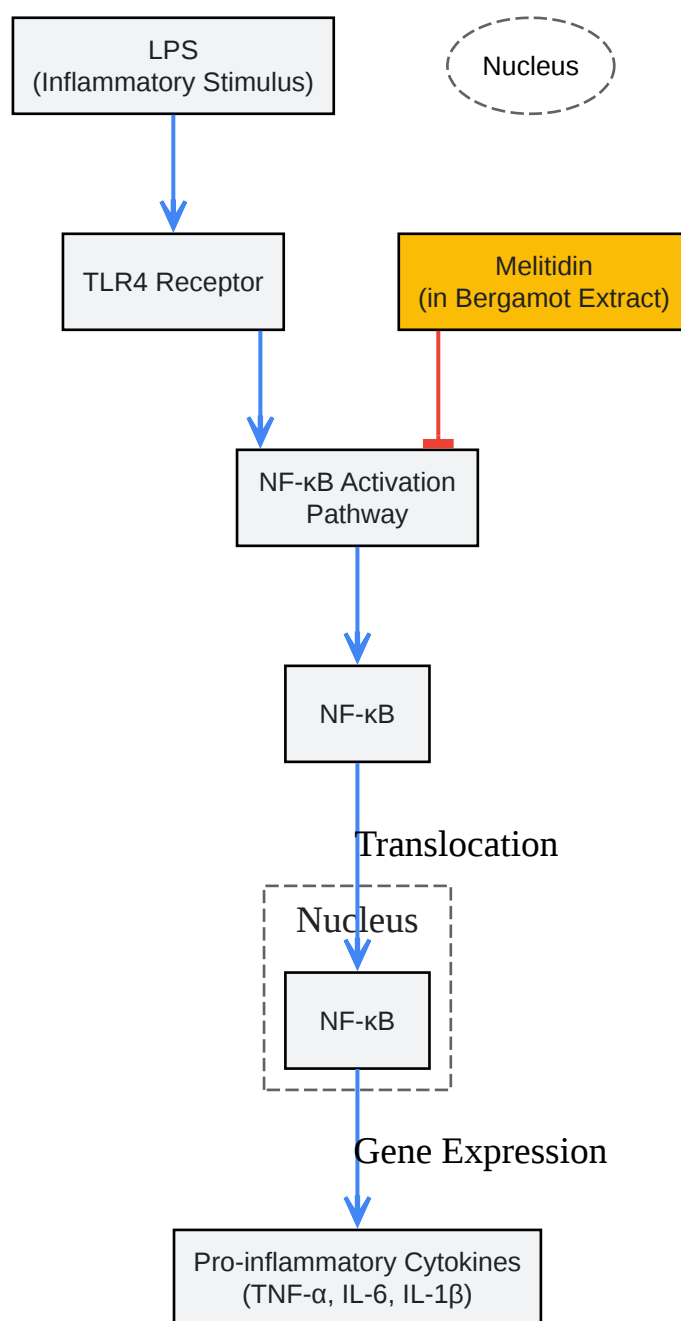 LPS
(Inflammatory Stimulus)
Nucleus
TLR4 Receptor
Melitidin
(in Bergamot Extract)
NF-κB Activation
Pathway
NF-κB
Translocation
Nucleus
NF-κB
Gene Expression
Pro-inflammatory Cytokines
(TNF-α, IL-6, IL-1β)